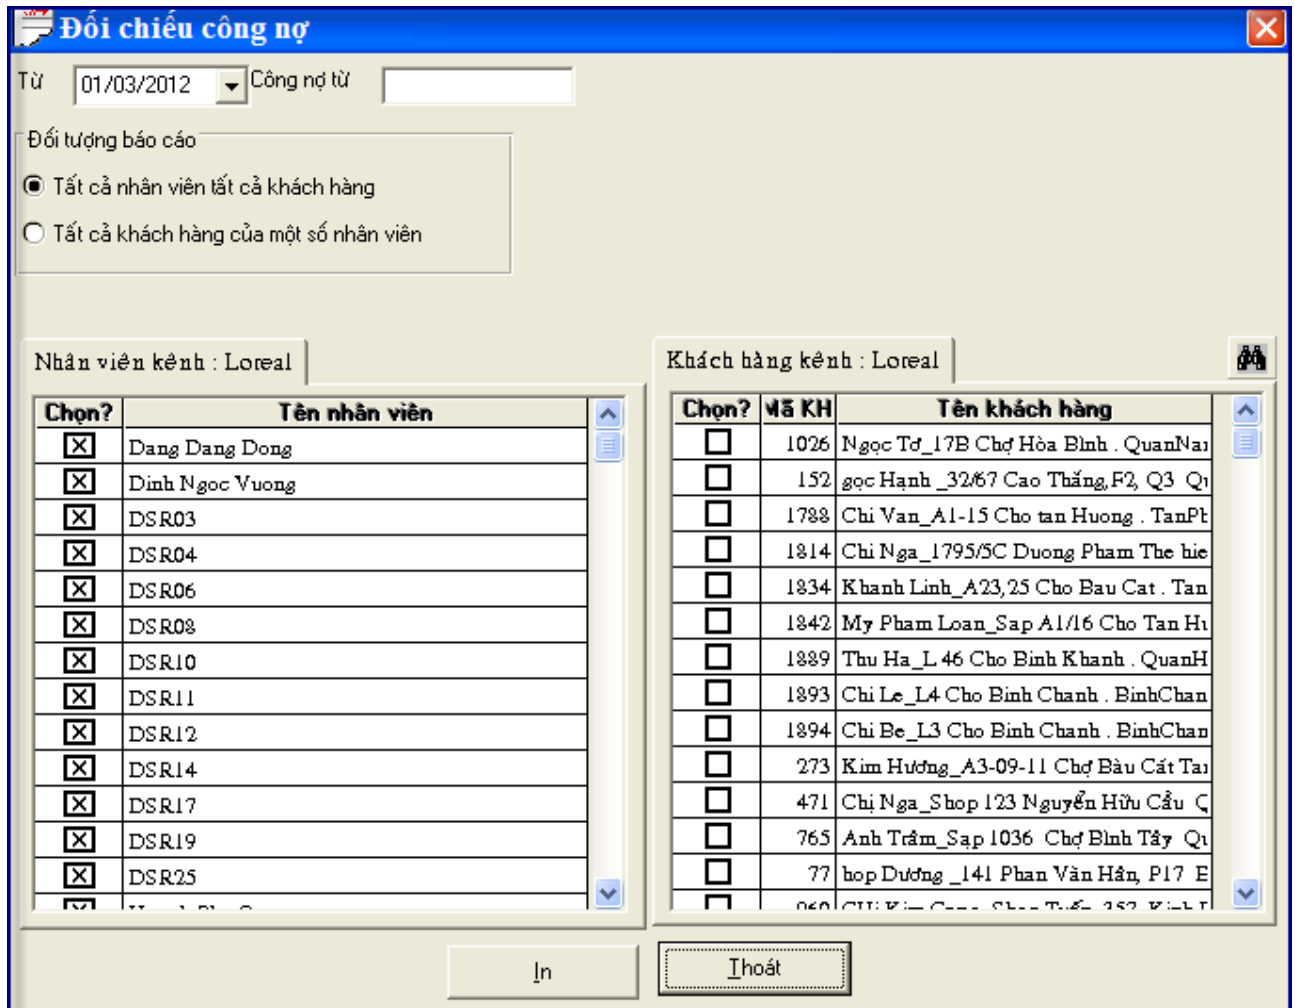 Đối chiếu công nợ
Từ 01/03/2012 Công nợ từ
Đối tượng báo cáo
Tất cả nhân viên tất cả khách hàng
Tất cả khách hàng của một số nhân viên
Nhân viên kênh : Loreal
Khách hàng kênh : Loreal
Chọn? Tên nhân viên
Dang Dang Dong
Dinh Ngoc Vuong
DSR03
DSR04
DSR06
DSR08
DSR10
DSR11
DSR12
DSR14
DSR17
DSR19
DSR25
Chọn? Mã KH Tên khách hàng
1026 Ngọc Tơ_17B Chợ Hòa Bình . QuanNa
152 gọc Hạnh _32/67 Cao Thắng,F2, Q3 Q
1788 Chi Van_A1-15 Cho tan Huong . TanP
1814 Chi Nga_1795/5C Duong Pham The hie
1834 Khanh Linh_A23,25 Cho Bau Cat . Tan
1842 My Pham Loan_Sap A1/16 Cho Tan H
1889 Thu Ha_L 46 Cho Binh Khanh . QuanH
1893 Chi Le_L4 Cho Binh Chanh . BinhChan
1894 Chi Be_L3 Cho Binh Chanh . BinhChan
273 Kim Hương_A3-09-11 Chợ Bàu Cát Ta
471 Chị Nga_Shop 123 Nguyễn Hữu Cầu
765 Anh Trâm_Sạp 1036 Chợ Bình Tây Q
77 hop Dương _141 Phan Văn Hân, P17
In Thoát